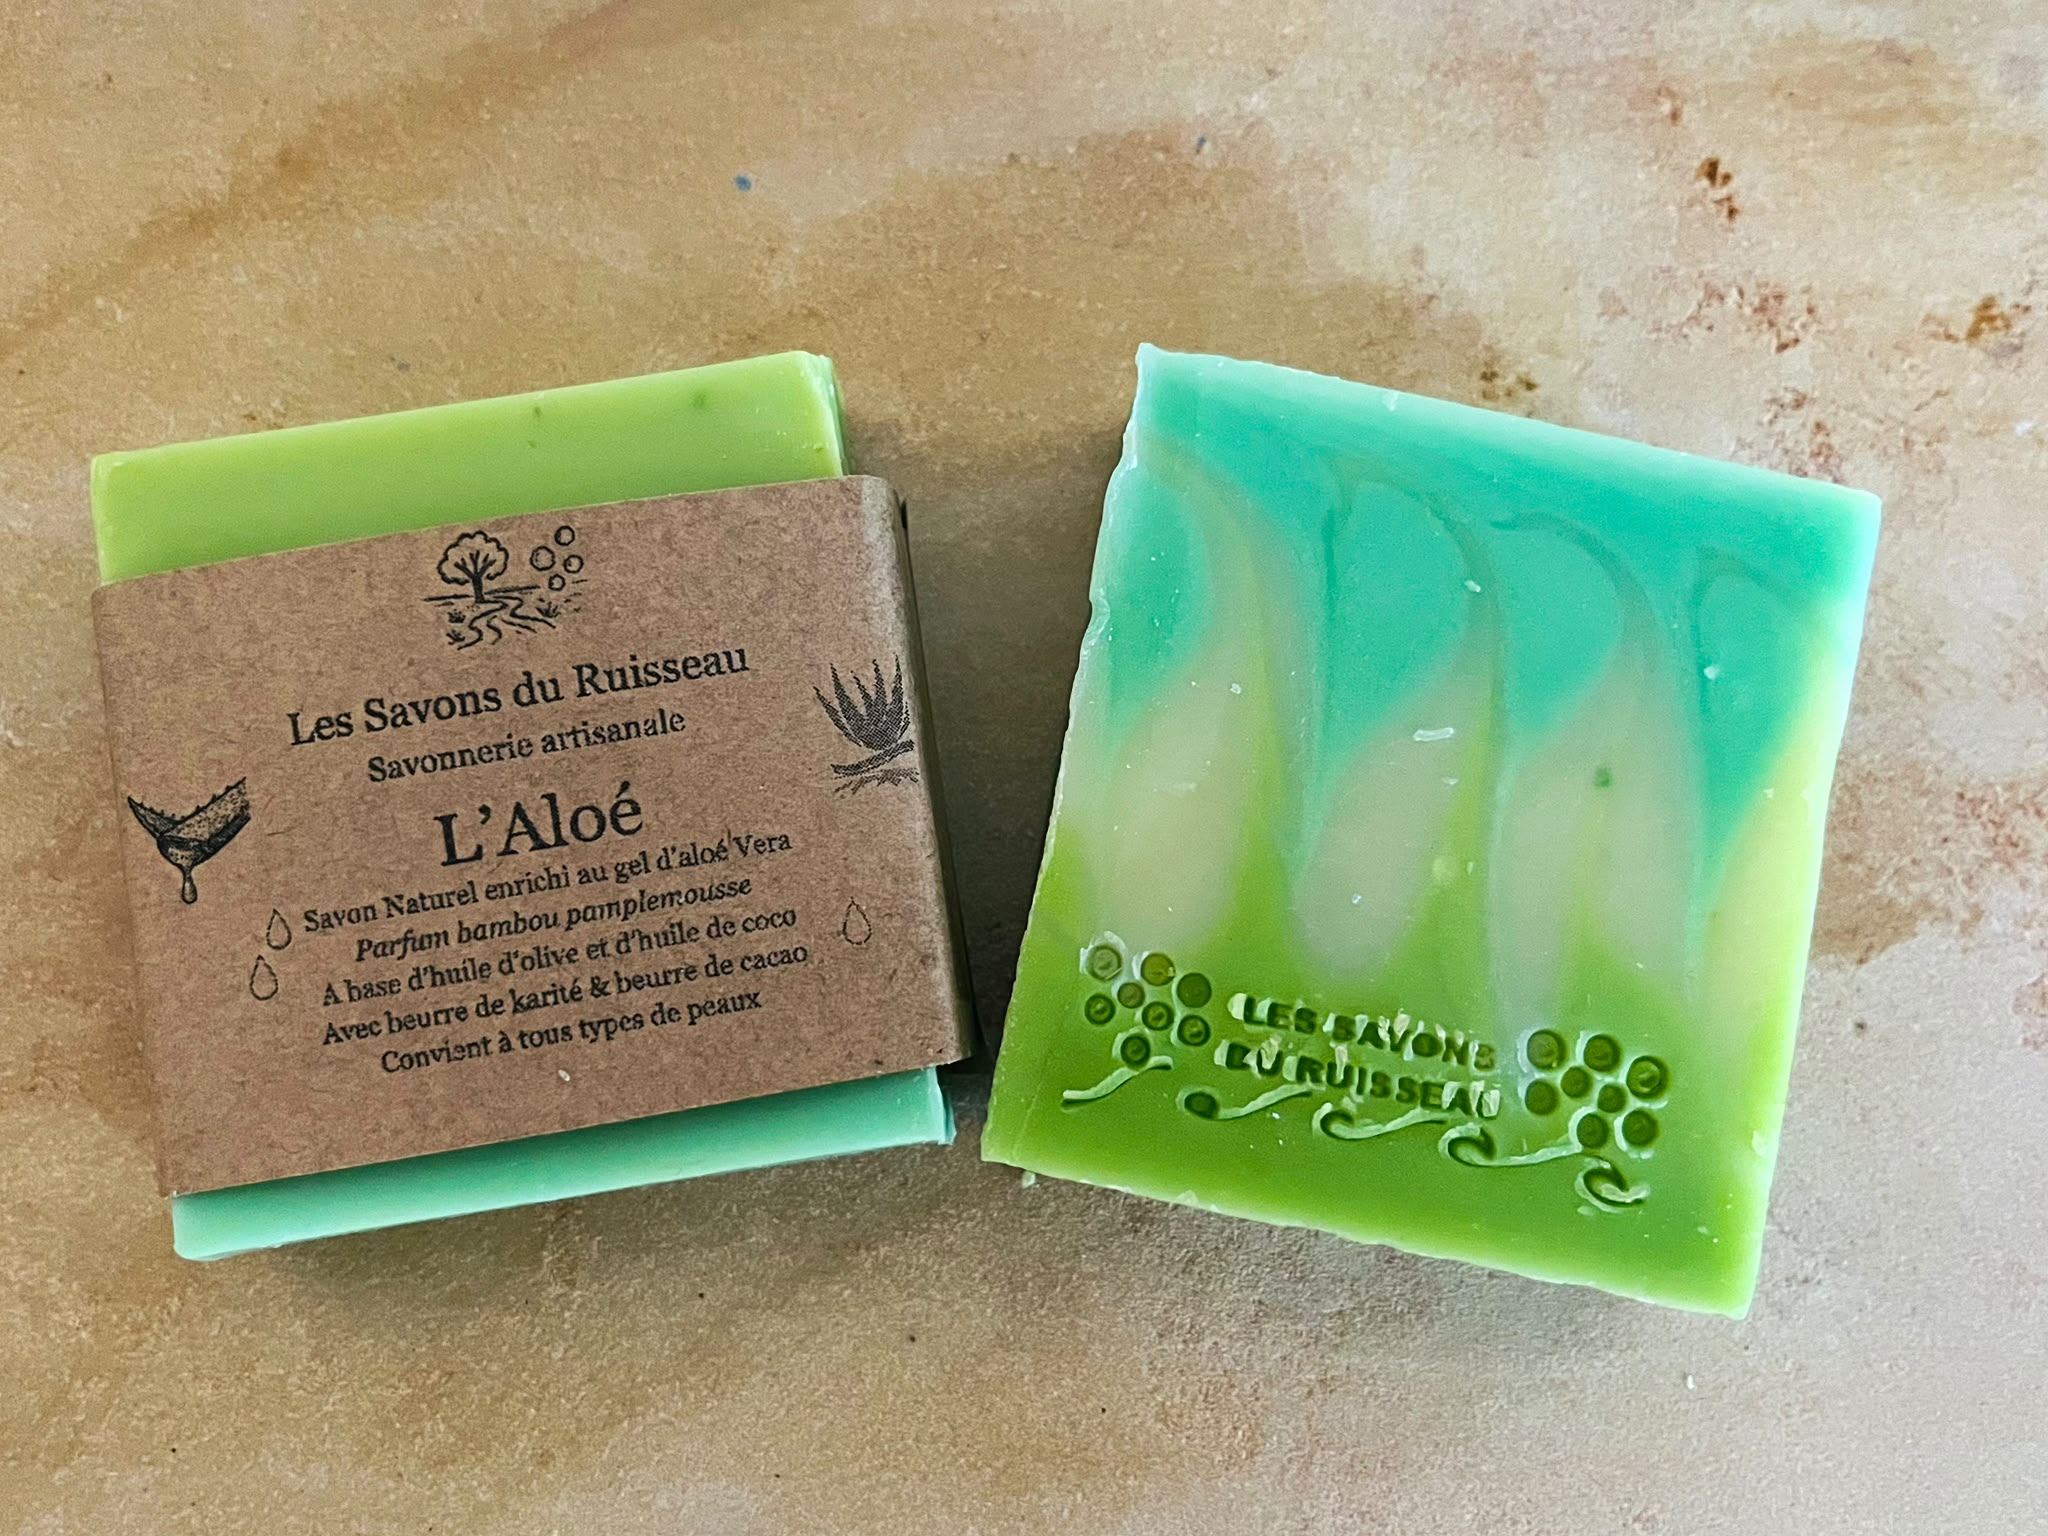 Les Savons du Ruisseau
Savonnerie artisanale
L'Aloé
Savon Naturel enrichi au gel d'aloé Vera
Parfum bambou pamplemousse
A base d'huile d'olive et d'huile de coco
Avec beurre de karité & beurre de cacao
Convient à tous types de peaux
LES SAVONS
DU RUISSEAU